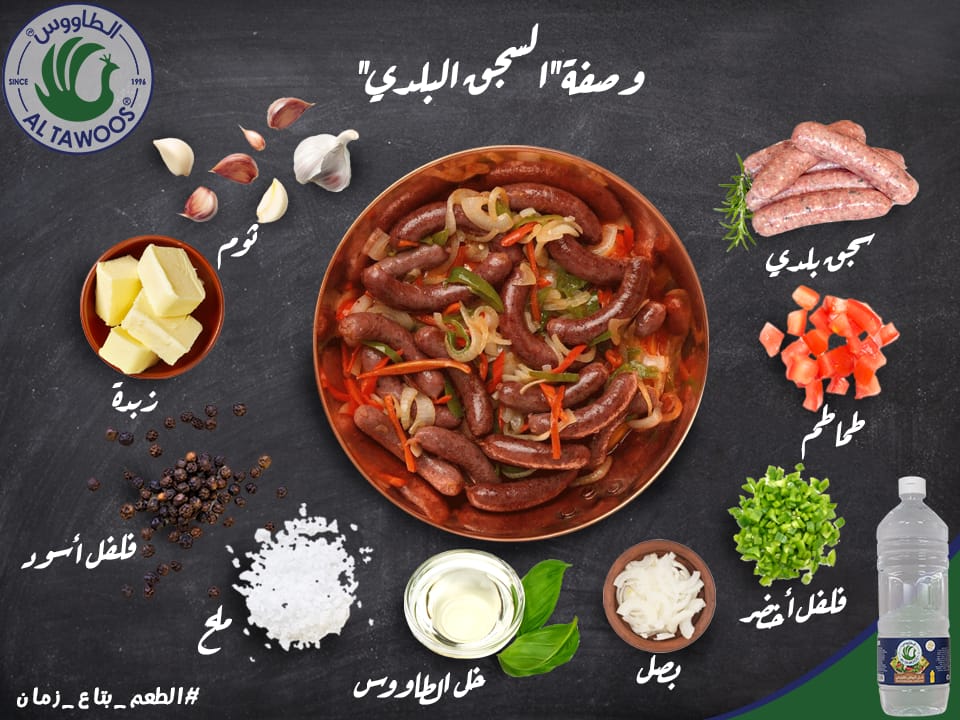 الطاووس®
SINCE 1996
AL TAWOOS®
وصفة"السجق البلدي"
ثوم
سجق بلدي
زبدة
طماطم
فلفل أسود
فلفل أخضر
ملح
بصل
خل الطاووس
#الطعم_بتاع_زمان